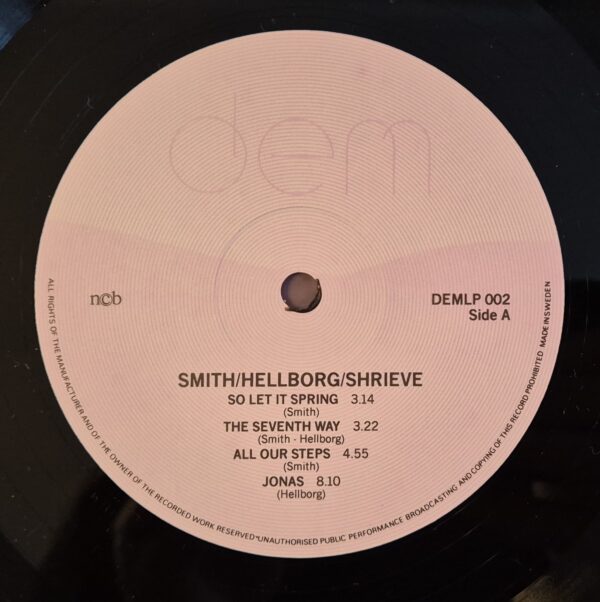 dem
ncb
DEMLP 002
Side A
SMITH/HELLBORG/SHRIEVE
SO LET IT SPRING 3.14
(Smith)
THE SEVENTH WAY 3.22
(Smith - Hellborg)
ALL OUR STEPS 4.55
(Smith)
JONAS 8.10
(Hellborg)
ALL RIGHTS OF THE MANUFACTURER AND OF THE OWNER OF THE RECORDED WORK RESERVED*UNAUTHORISED PUBLIC PERFORMANCE BROADCASTING AND COPYING OF THIS RECORD PROHIBITED MADE IN SWEDEN